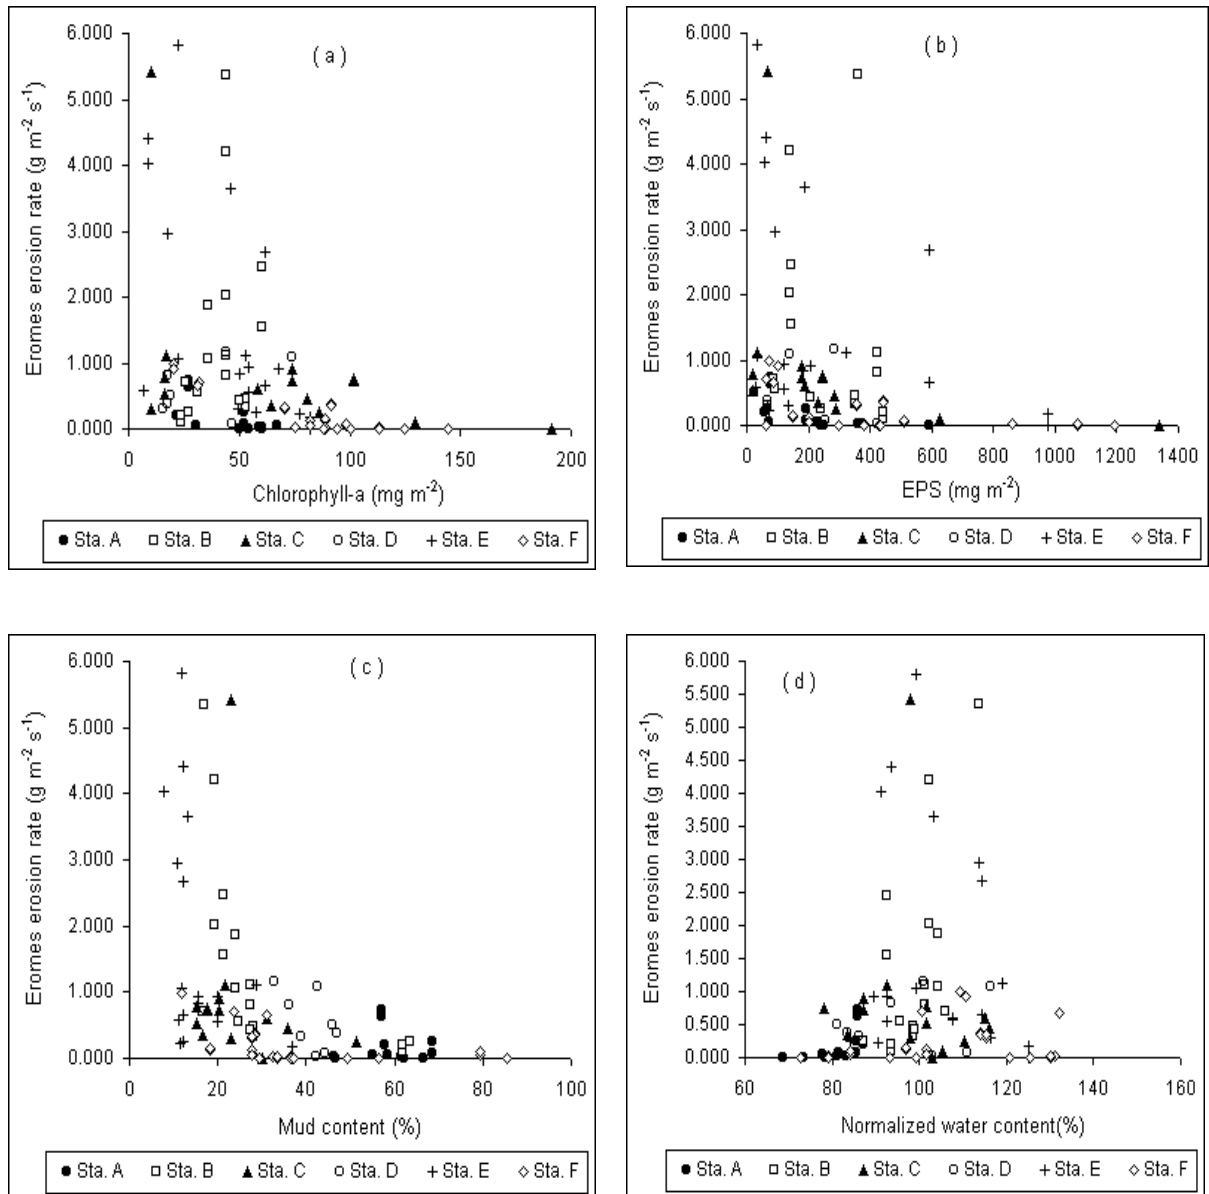 ( a )
Eromes erosion rate (g m-2 s-1)
6.000
5.000
4.000
3.000
2.000
1.000
0.000
0 50 100 150 200
Chlorophyll-a (mg m-2)
Sta. A Sta. B Sta. C Sta. D Sta. E Sta. F
( b )
Eromes erosion rate (g m-2 s-1)
6.000
5.000
4.000
3.000
2.000
1.000
0.000
0 200 400 600 800 1000 1200 1400
EPS (mg m-2)
Sta. A Sta. B Sta. C Sta. D Sta. E Sta. F
( c )
Eromes erosion rate (g m-2 s-1)
6.000
5.000
4.000
3.000
2.000
1.000
0.000
0 20 40 60 80 100
Mud content (%)
Sta. A Sta. B Sta. C Sta. D Sta. E Sta. F
( d )
Eromes erosion rate (g m-2 s-1)
6.000
5.500
5.000
4.500
4.000
3.500
3.000
2.500
2.000
1.500
1.000
0.500
0.000
60 80 100 120 140 160
Normalized water content(%)
Sta. A Sta. B Sta. C Sta. D Sta. E Sta. F